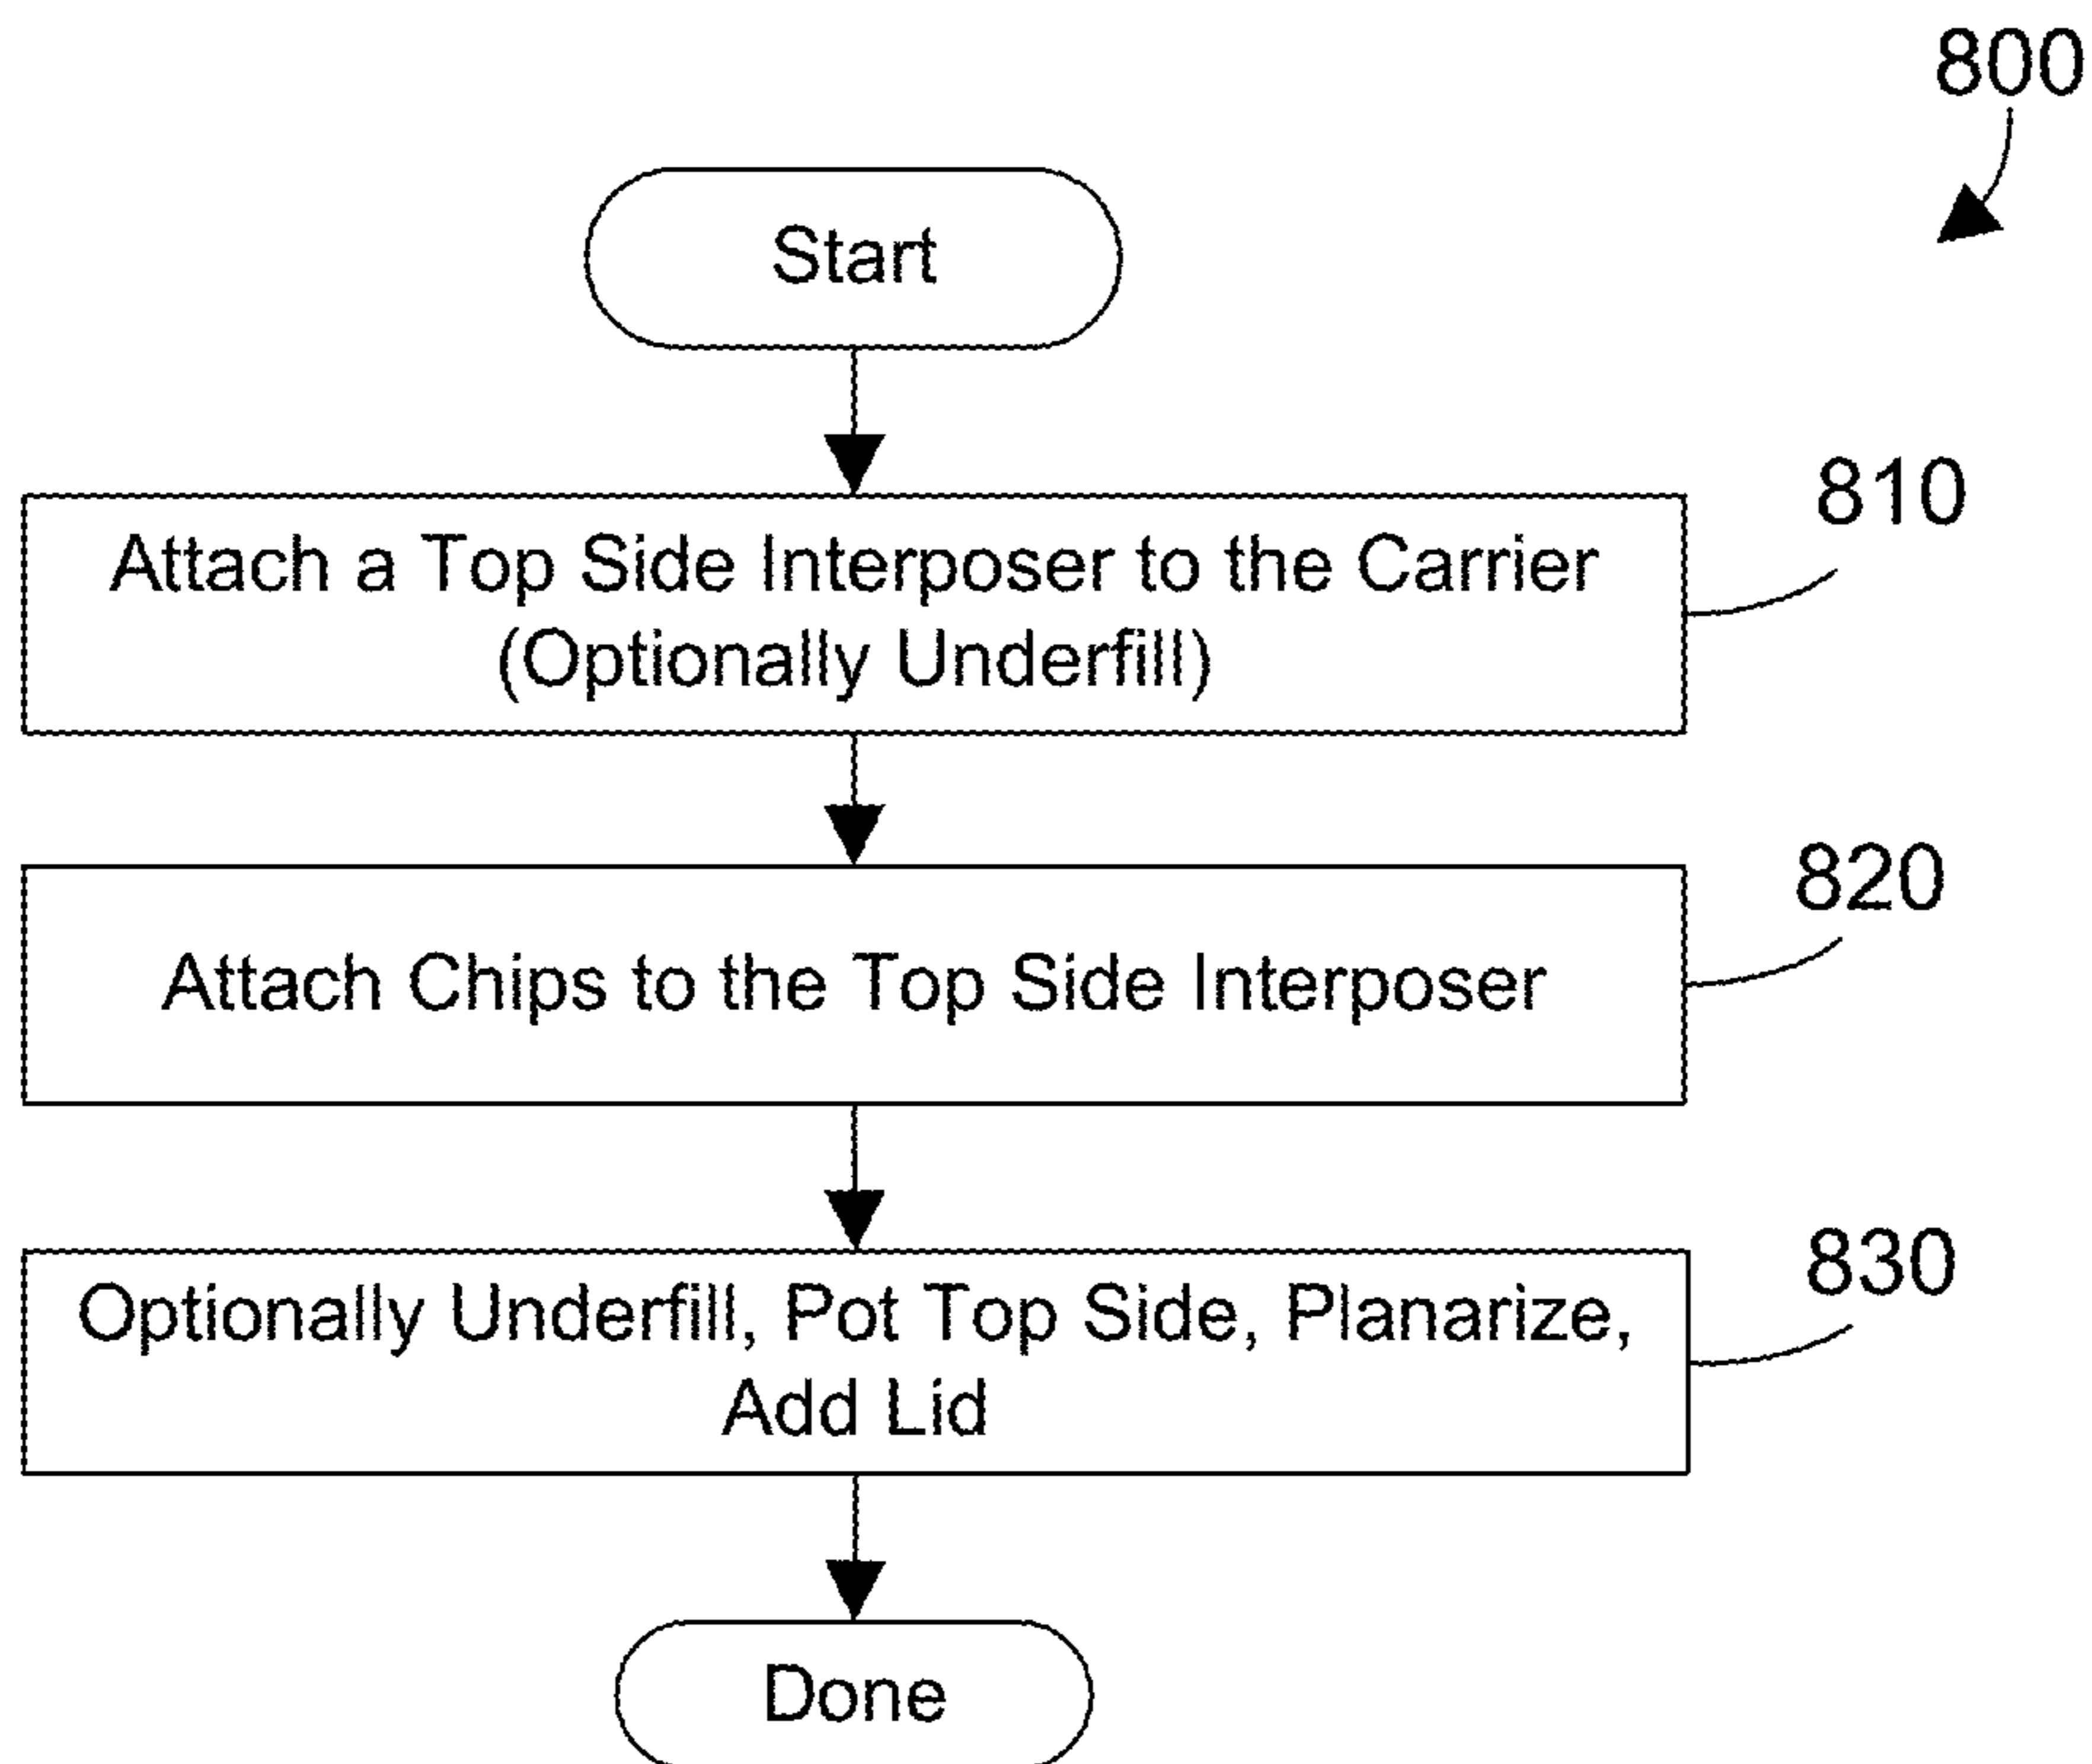 800
Start
810
Attach a Top Side Interposer to the Carrier
(Optionally Underfill)
820
Attach Chips to the Top Side Interposer
830
Optionally Underfill, Pot Top Side, Planarize,
Add Lid
Done